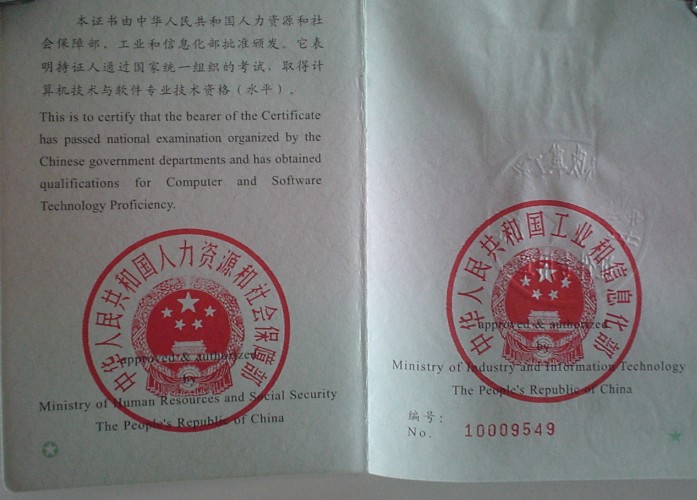 本证书由中华人民共和国人力资源和社
会保障部、工业和信息化部批准颁发。它表
明持证人通过国家统一组织的考试，取得计
算机技术与软件专业技术资格（水平）。
This is to certify that the bearer of the Certificate
has passed national examination organized by the
Chinese government departments and has obtained
qualifications for Computer and Software
Technology Proficiency.
中华人民共和国人力资源和社会保障部
approved & authorized
by
Ministry of Human Resources and Social Security
The People's Republic of China
中华人民共和国工业和信息化部
approved & authorized
by
Ministry of Industry and Information Technology
The People's Republic of China
编号：
No. 10009549